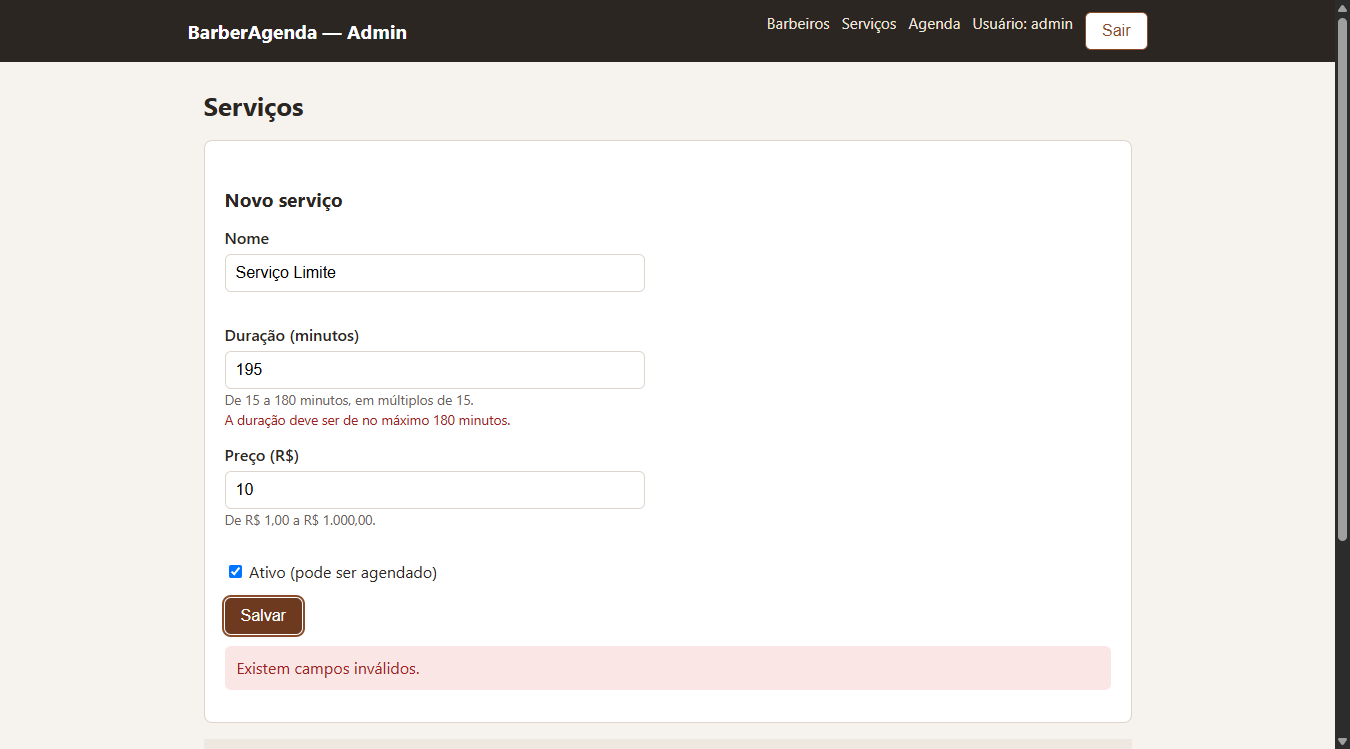 BarberAgenda — Admin
Barbeiros Serviços Agenda Usuário: admin Sair
Serviços
Novo serviço
Nome
Serviço Limite
Duração (minutos)
195
De 15 a 180 minutos, em múltiplos de 15.
A duração deve ser de no máximo 180 minutos.
Preço (R$)
10
De R$ 1,00 a R$ 1.000,00.
Ativo (pode ser agendado)
Salvar
Existem campos inválidos.